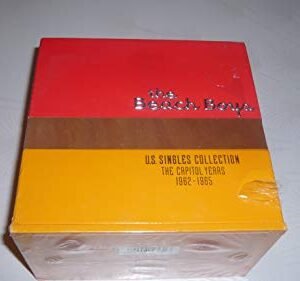 the
Beach Boys
U.S. SINGLES COLLECTION
THE CAPITOL YEARS
1962-1965